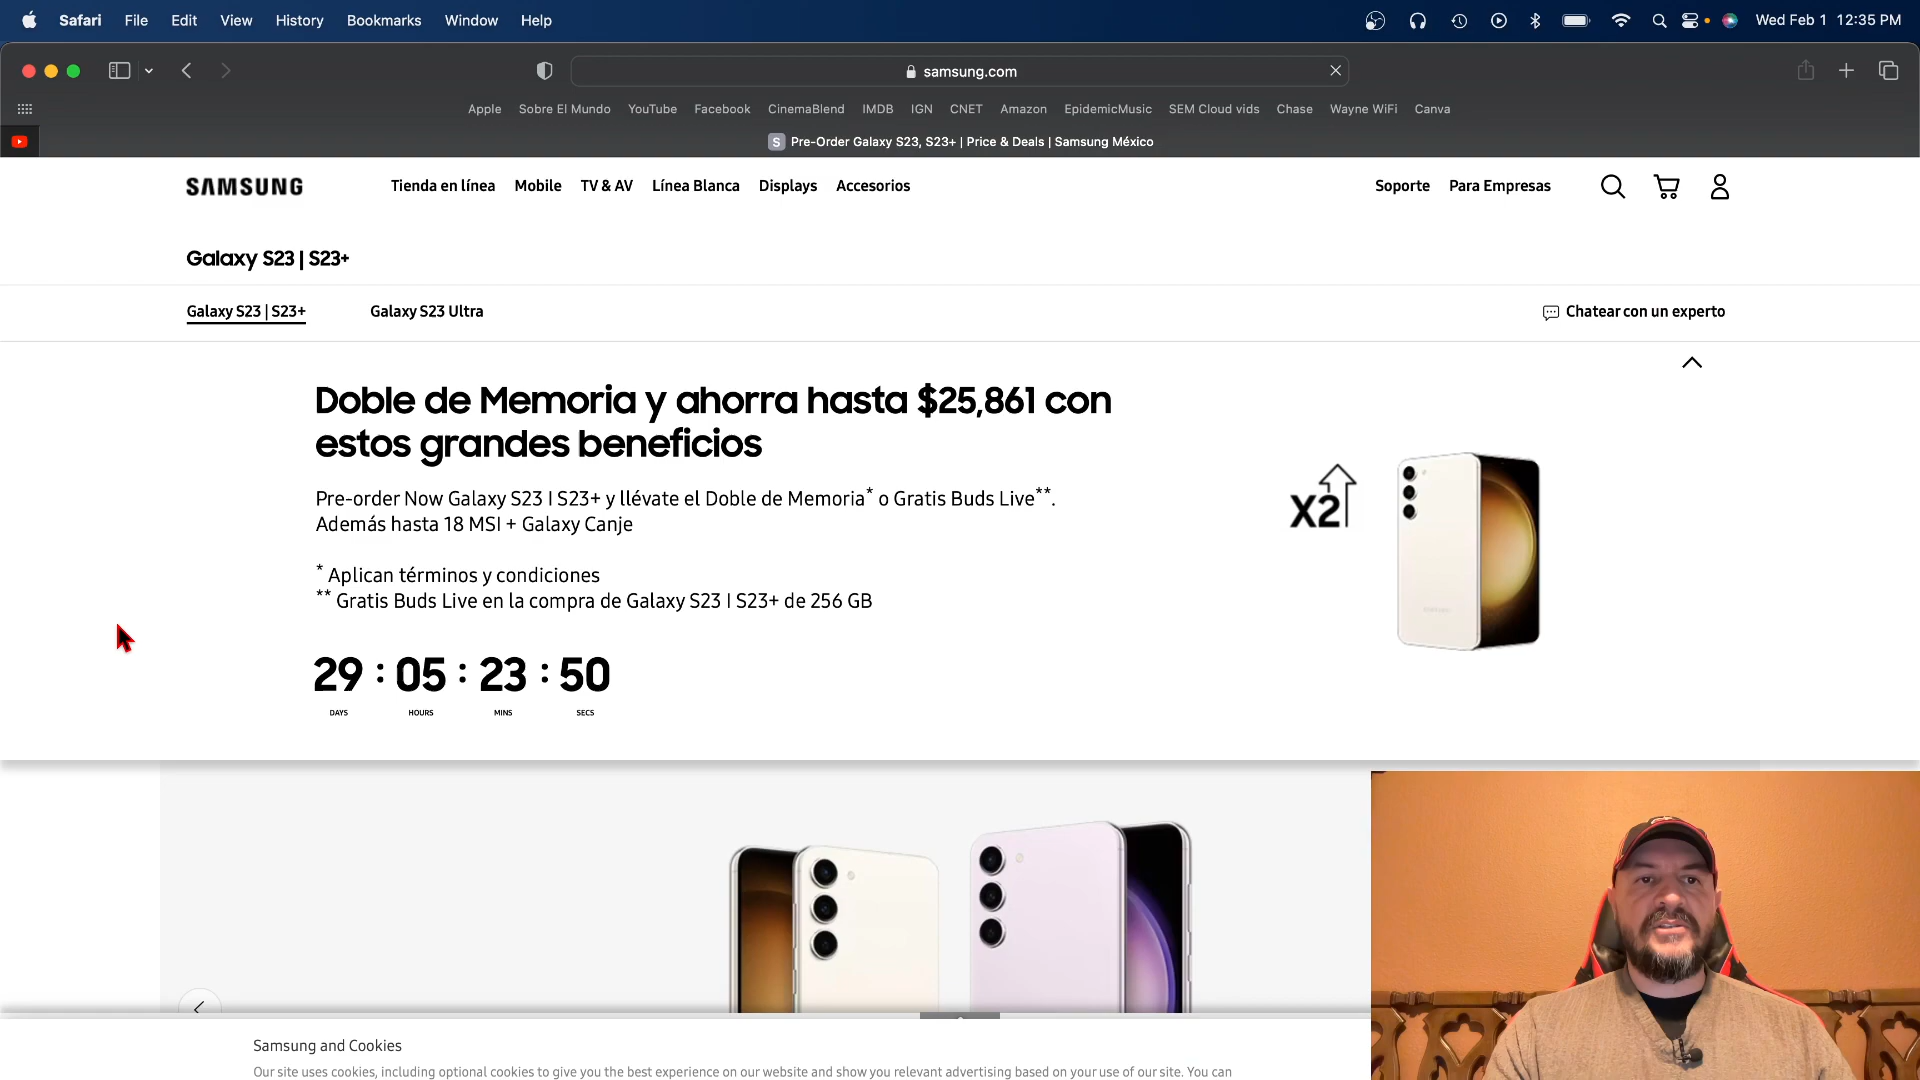 Safari File Edit View History Bookmarks Window Help Wed Feb 1 12:35 PM
samsung.com
Apple Sobre El Mundo YouTube Facebook CinemaBlend IMDB IGN CNET Amazon EpidemicMusic SEM Cloud vids Chase Wayne WiFi Canva
S Pre-Order Galaxy S23, S23+ | Price & Deals | Samsung México
SAMSUNG Tienda en línea Mobile TV & AV Línea Blanca Displays Accesorios Soporte Para Empresas
Galaxy S23 | S23+
Galaxy S23 | S23+ Galaxy S23 Ultra Chatear con un experto
Doble de Memoria y ahorra hasta $25,861 con
estos grandes beneficios
Pre-order Now Galaxy S23 I S23+ y llévate el Doble de Memoria* o Gratis Buds Live**.
Además hasta 18 MSI + Galaxy Canje
* Aplican términos y condiciones
** Gratis Buds Live en la compra de Galaxy S23 I S23+ de 256 GB
X2
29 : 05 : 23 : 50
DAYS HOURS MINS SECS
Samsung and Cookies
Our site uses cookies, including optional cookies to give you the best experience on our website and show you relevant advertising based on your use of our site. You can